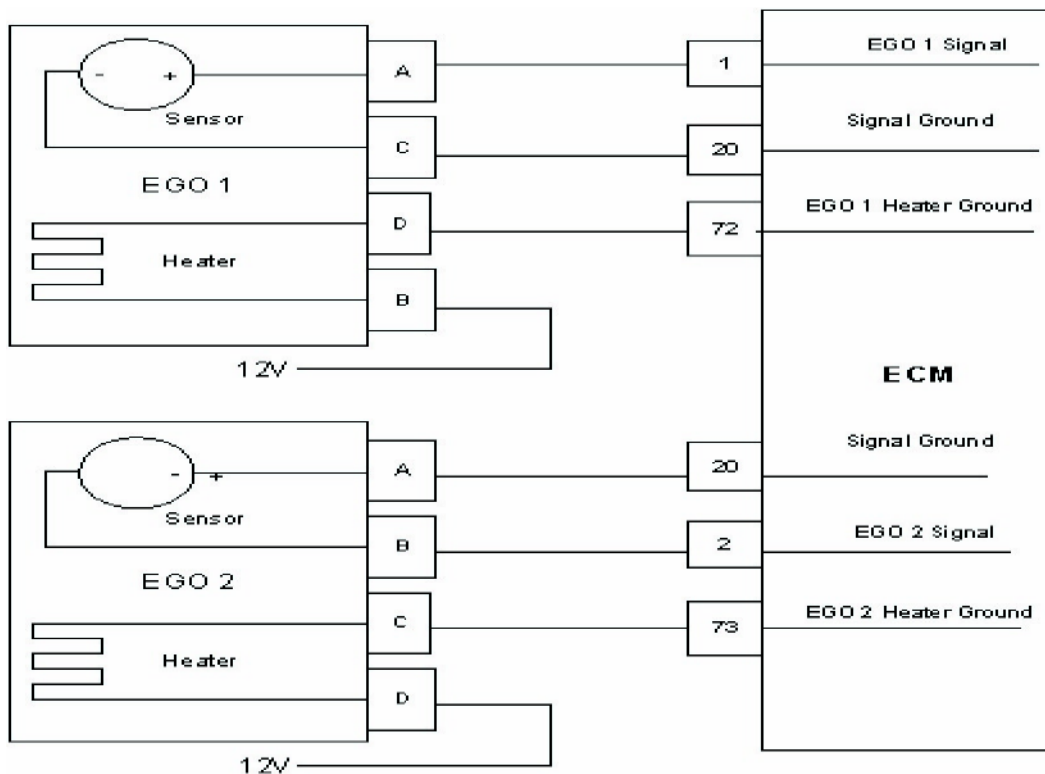 EGO 1 Signal
A
1
- +
Sensor
Signal Ground
C
20
EGO 1
EGO 1 Heater Ground
D
72
Heater
B
12V
ECM
Signal Ground
A
20
- +
Sensor
EGO 2 Signal
B
2
EGO 2
EGO 2 Heater Ground
C
73
Heater
D
12V